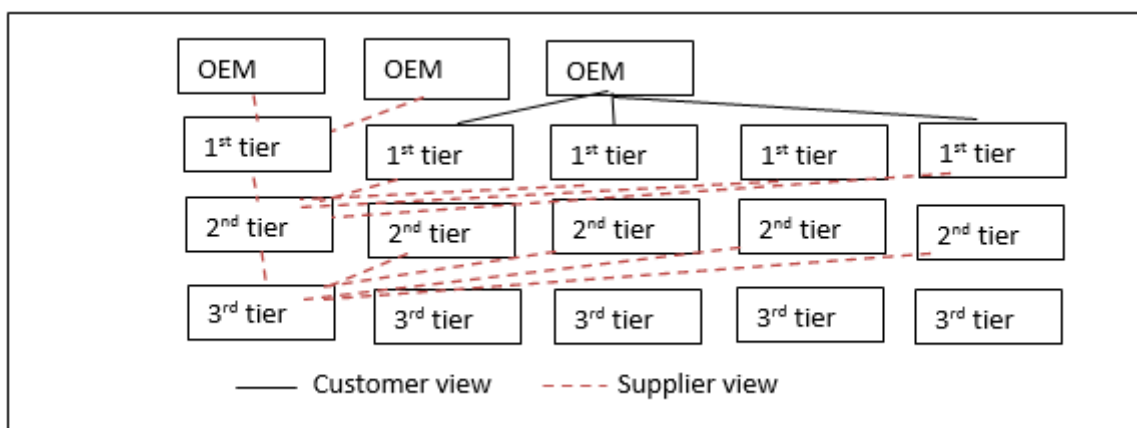 OEM OEM OEM
1st tier 1st tier 1st tier 1st tier 1st tier
2nd tier 2nd tier 2nd tier 2nd tier 2nd tier
3rd tier 3rd tier 3rd tier 3rd tier 3rd tier
Customer view Supplier view